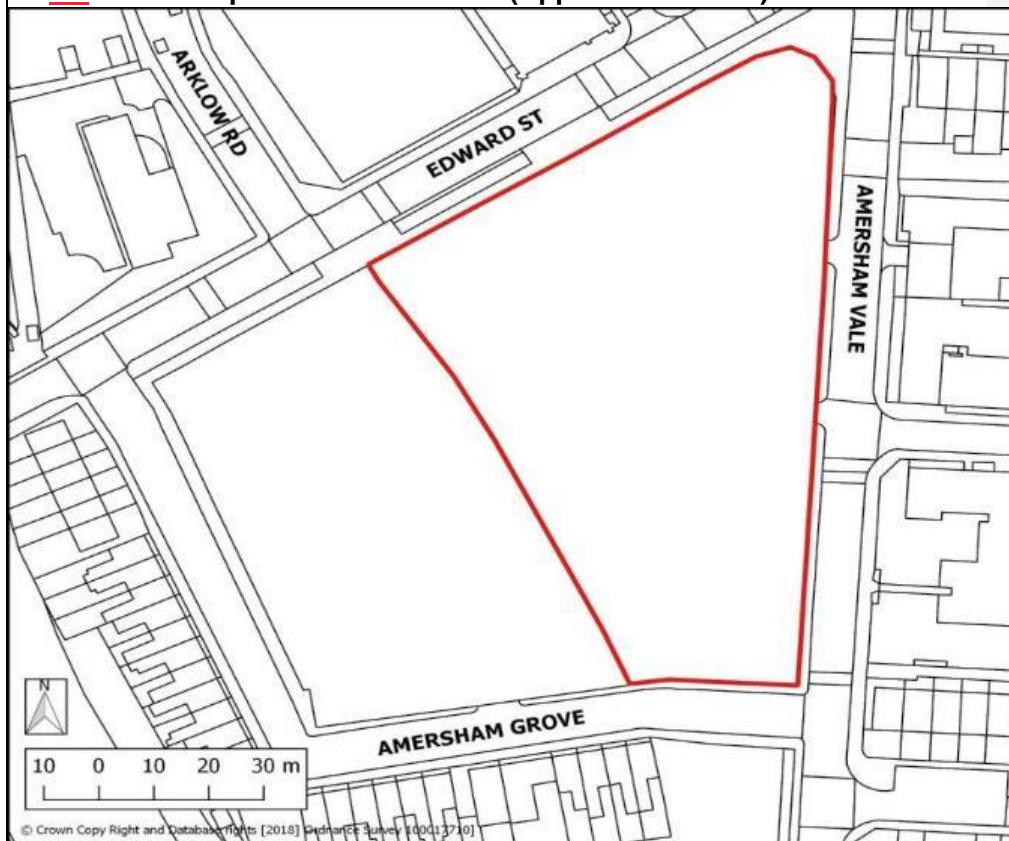 ARKLOW RD
EDWARD ST
AMERSHAM VALE
AMERSHAM GROVE
N
10 0 10 20 30 m
© Crown Copy Right and Database rights [2018] Ordnance Survey 100017710]